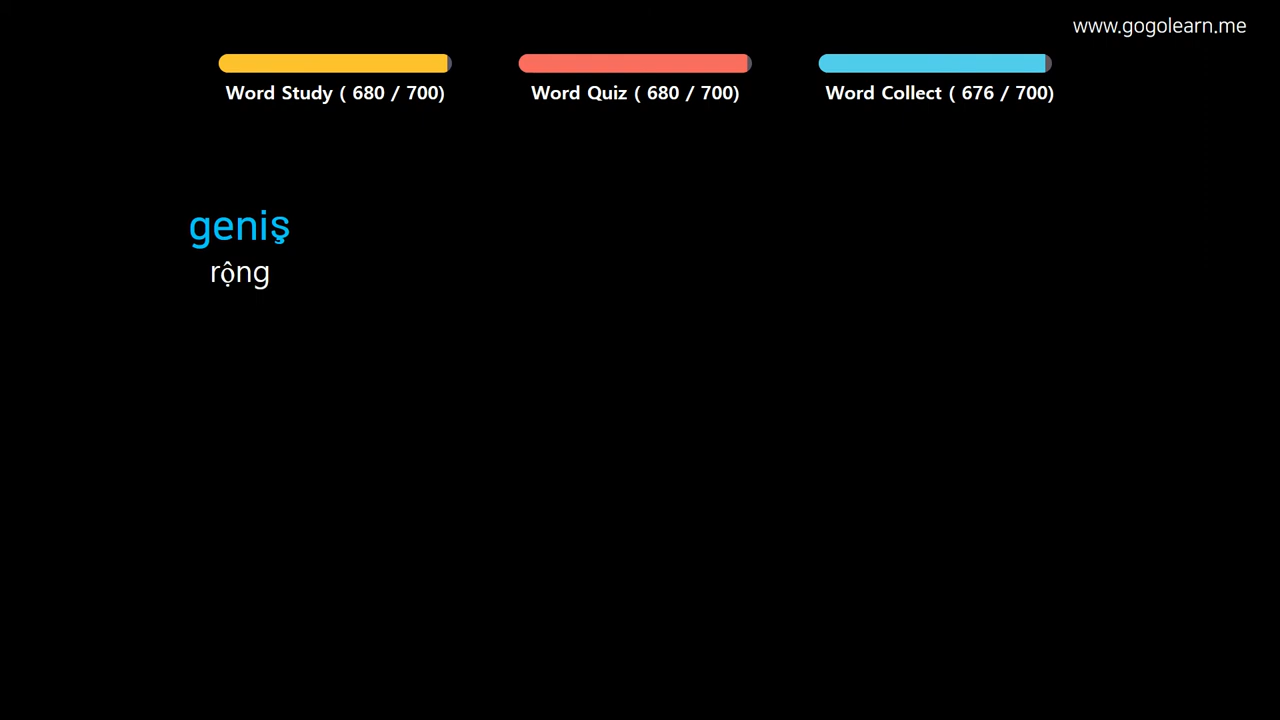 www.gogolearn.me
Word Study ( 680 / 700)
Word Quiz ( 680 / 700)
Word Collect ( 676 / 700)
geniş
rộng